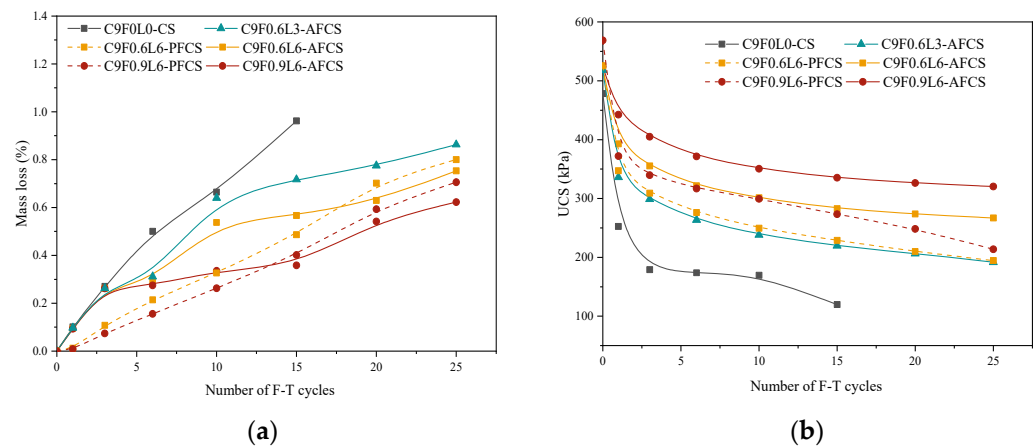 C9F0L0-CS
C9F0.6L3-AFCS
C9F0.6L6-PFCS
C9F0.6L6-AFCS
C9F0.9L6-PFCS
C9F0.9L6-AFCS
1.4
1.2
1.0
0.8
0.6
0.4
0.2
0.0
Mass loss (%)
0
5
10
15
20
25
Number of F-T cycles
(a)
C9F0L0-CS
C9F0.6L3-AFCS
C9F0.6L6-PFCS
C9F0.6L6-AFCS
C9F0.9L6-PFCS
C9F0.9L6-AFCS
600
500
400
300
200
100
UCS (kPa)
0
5
10
15
20
25
Number of F-T cycles
(b)